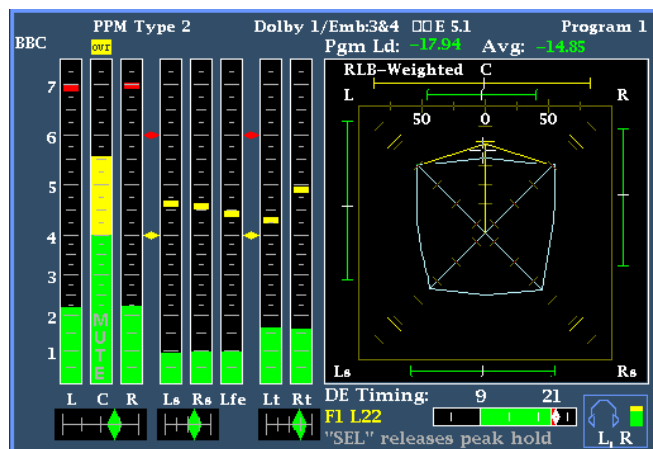 PPM Type 2 Dolby 1/Emb:3&4 ▯▯E 5.1 Program 1
BBC ovr Pgm Ld: -17.94 Avg: -14.85
RLB-Weighted C
L R
50 0 50
7
6
5
4
3
2
1
MUTE
Ls Rs
L C R Ls Rs Lfe Lt Rt
DE Timing: 9 21
F1 L22
"SEL" releases peak hold
L, R